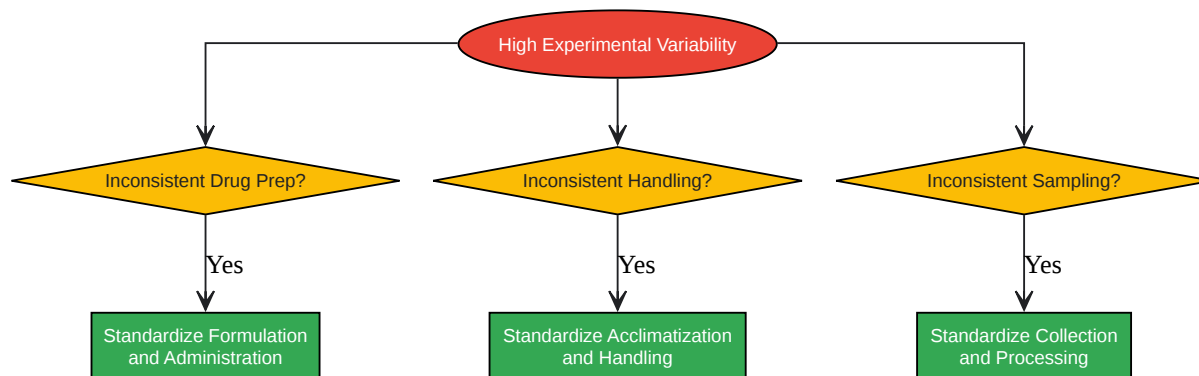 High Experimental Variability
Inconsistent Drug Prep?
Inconsistent Handling?
Inconsistent Sampling?
Yes
Yes
Yes
Standardize Formulation
and Administration
Standardize Acclimatization
and Handling
Standardize Collection
and Processing